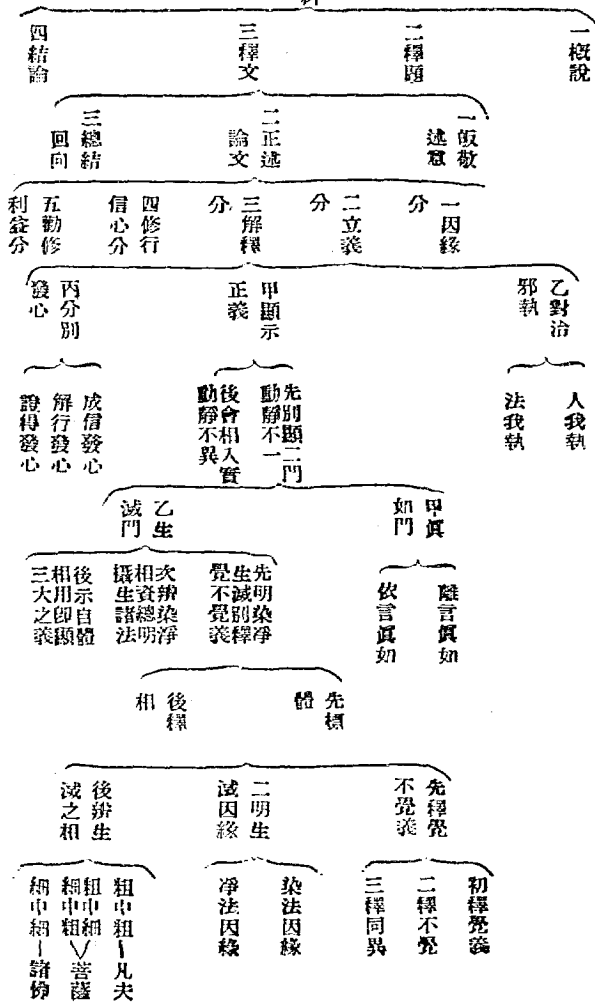 科
一概說
二釋題
三釋文
四結論
一皈敬
述意
二正述
論文
三總結
回向
一因緣
分
二立義
分
三解釋
分
四修行
信心分
五勸修
利益分
乙對治
邪執
甲顯示
正義
丙分別
發心
人我執
法我執
先別顯二門
動靜不一
後會相入實
動靜不異
成信發心
解行發心
證得發心
甲眞
如門
乙生
滅門
離言眞如
依言眞如
先明染淨
生滅別釋
覺不覺義
次辨染淨
相資總明
攝生諸法
後示自體
相用卽顯
三大之義
先標
體
後釋
相
先釋覺
不覺義
二明生
滅因緣
後辨生
滅之相
初釋覺義
二釋不覺
三釋同異
染法因緣
淨法因緣
粗中粗—凡夫
粗中細
細中粗＞菩薩
細中細—諸佛